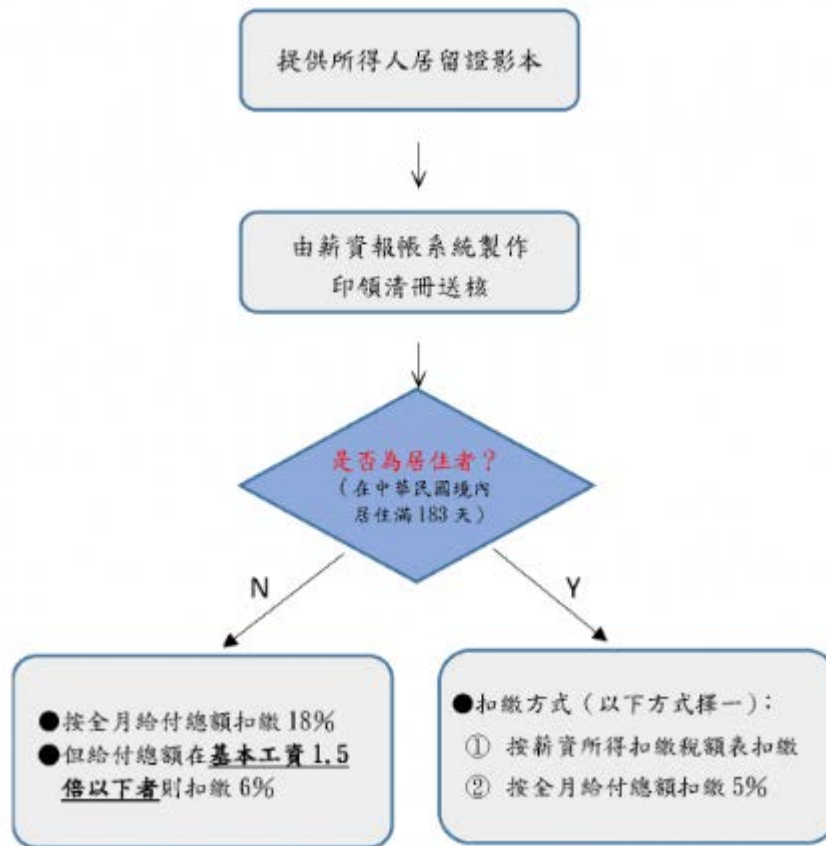 提供所得人居留證影本
由薪資報帳系統製作
印領清冊送核
是否為居住者？
（在中華民國境內
居住滿183天）
N
Y
●按全月給付總額扣繳18%
●但給付總額在基本工資1.5
倍以下者則扣繳6%
●扣繳方式（以下方式擇一）：
① 按薪資所得扣繳稅額表扣繳
② 按全月給付總額扣繳5%